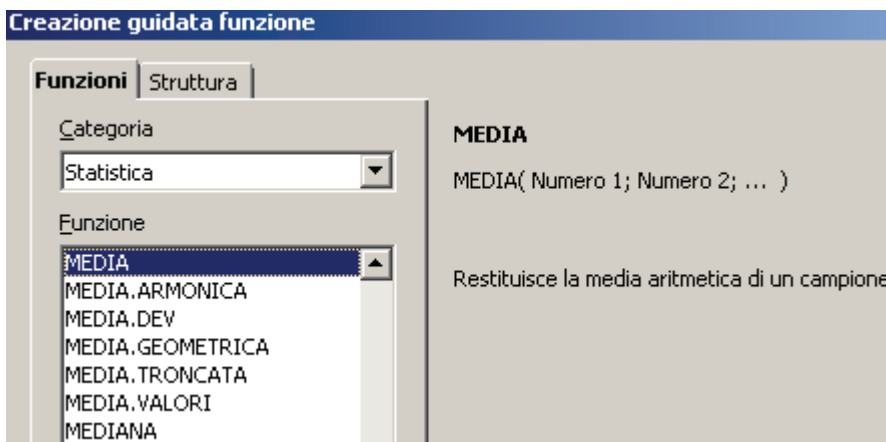 Creazione guidata funzione
Funzioni Struttura
Categoria
Statistica
Funzione
MEDIA
MEDIA.ARMONICA
MEDIA.DEV
MEDIA.GEOMETRICA
MEDIA.TRONCATA
MEDIA.VALORI
MEDIANA
MEDIA
MEDIA( Numero 1; Numero 2; ... )
Restituisce la media aritmetica di un campione